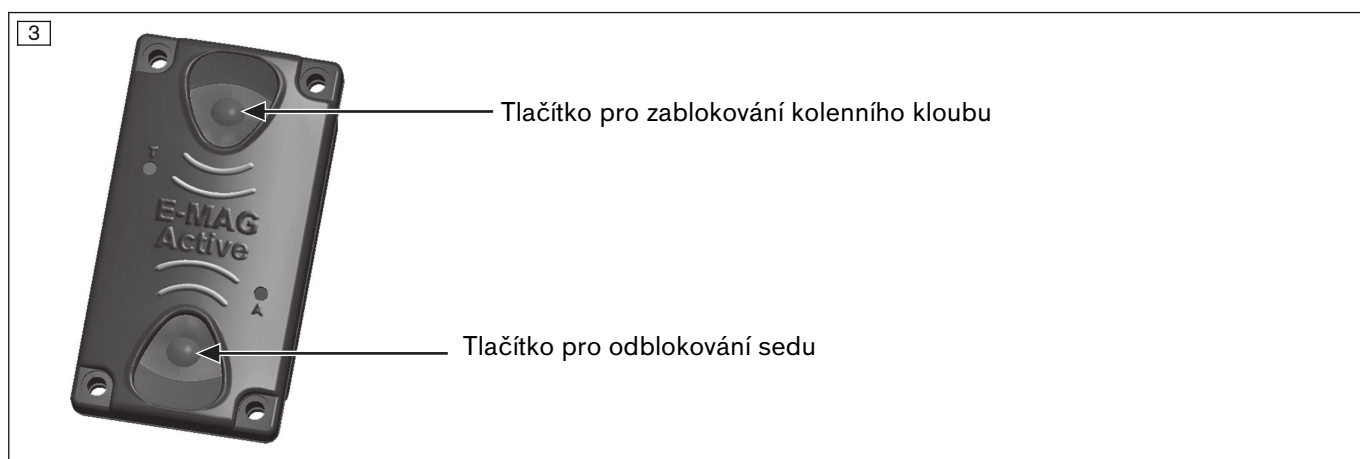 3
Tlačítko pro zablokování kolenního kloubu
T
E-MAG
Active
A
Tlačítko pro odblokování sedu